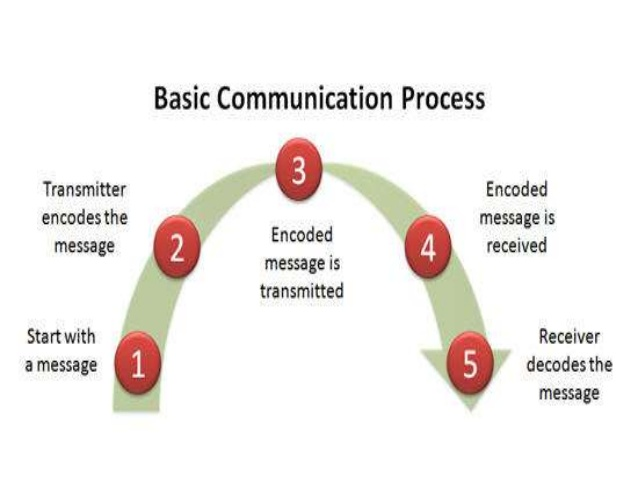 Basic Communication Process
1
Start with
a message
2
Transmitter
encodes the
message
3
Encoded
message is
transmitted
4
Encoded
message is
received
5
Receiver
decodes the
message